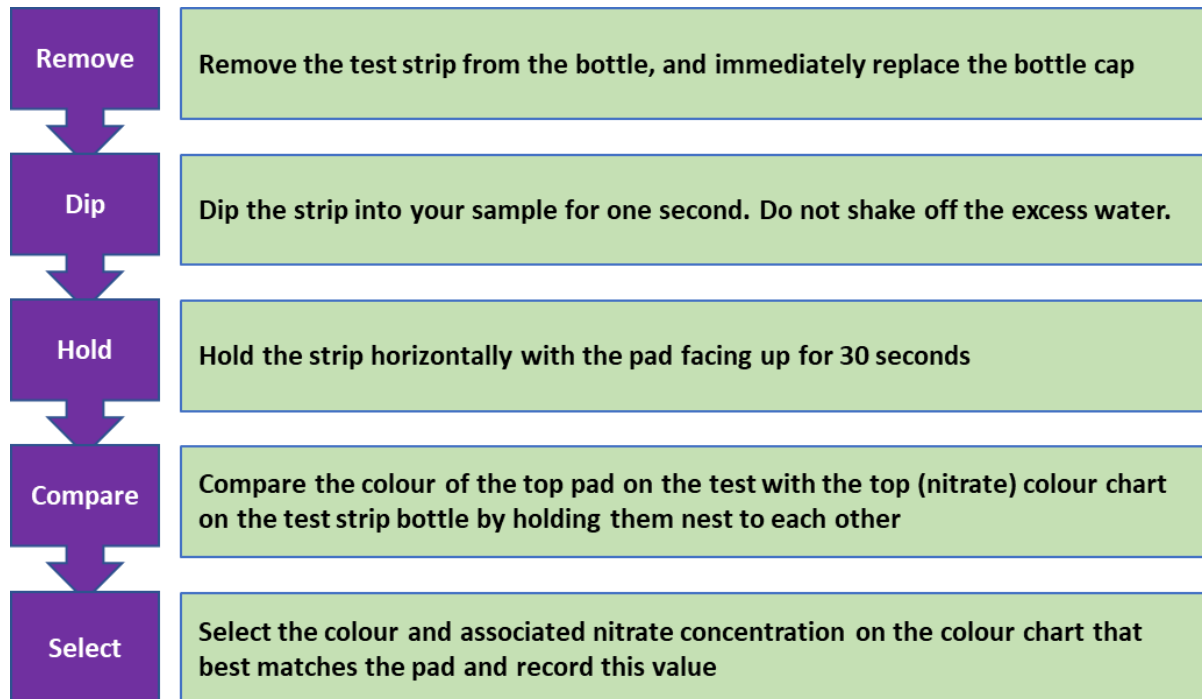 Remove
Remove the test strip from the bottle, and immediately replace the bottle cap
Dip
Dip the strip into your sample for one second. Do not shake off the excess water.
Hold
Hold the strip horizontally with the pad facing up for 30 seconds
Compare
Compare the colour of the top pad on the test with the top (nitrate) colour chart
on the test strip bottle by holding them nest to each other
Select
Select the colour and associated nitrate concentration on the colour chart that
best matches the pad and record this value